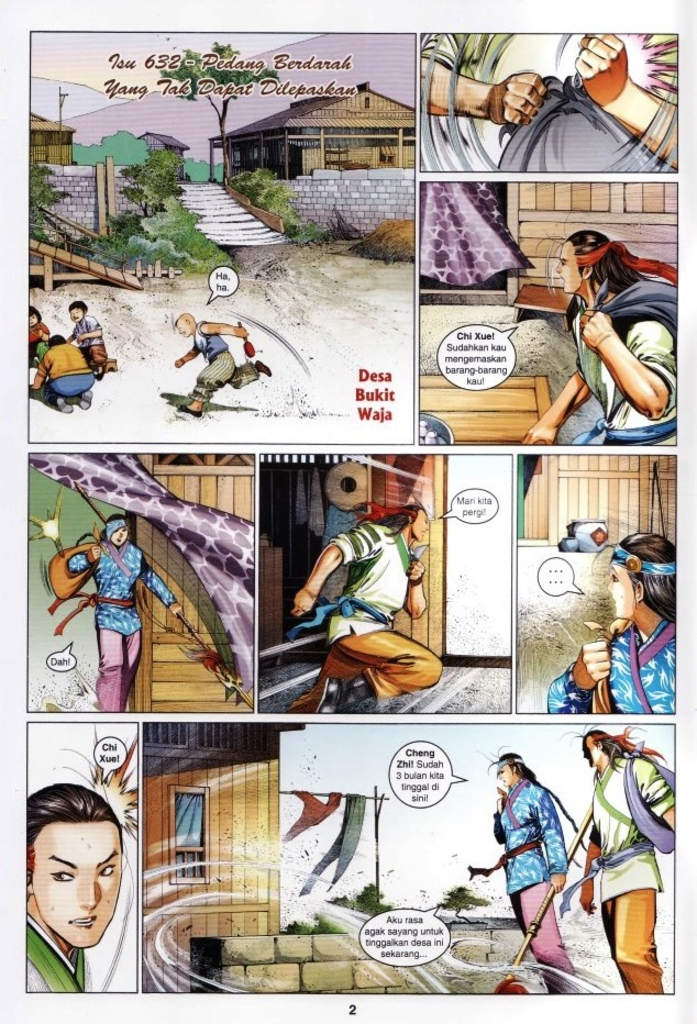 Isu 632 - Pedang Berdarah
Yang Tak Dapat Dilepaskan
Ha,
ha.
Desa
Bukit
Waja
Chi Xue!
Sudahkan kau
mengemaskan
barang-barang
kau!
Dah!
Mari kita
pergi!
. . .
. . .
Chi
Xue!
Cheng
Zhi! Sudah
3 bulan kita
tinggal di
sini!
Aku rasa
agak sayang untuk
tinggalkan desa ini
sekarang...
2